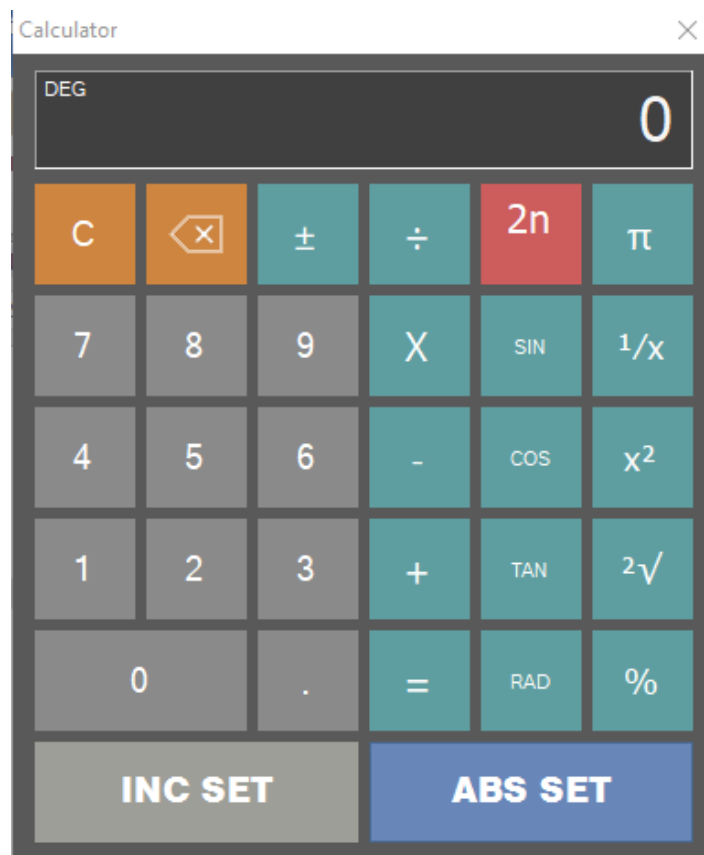 Calculator
DEG
0
C ± ÷ 2n π
7 8 9 X SIN ¹/x
4 5 6 - COS x²
1 2 3 + TAN ²√
0 . = RAD %
INC SET ABS SET